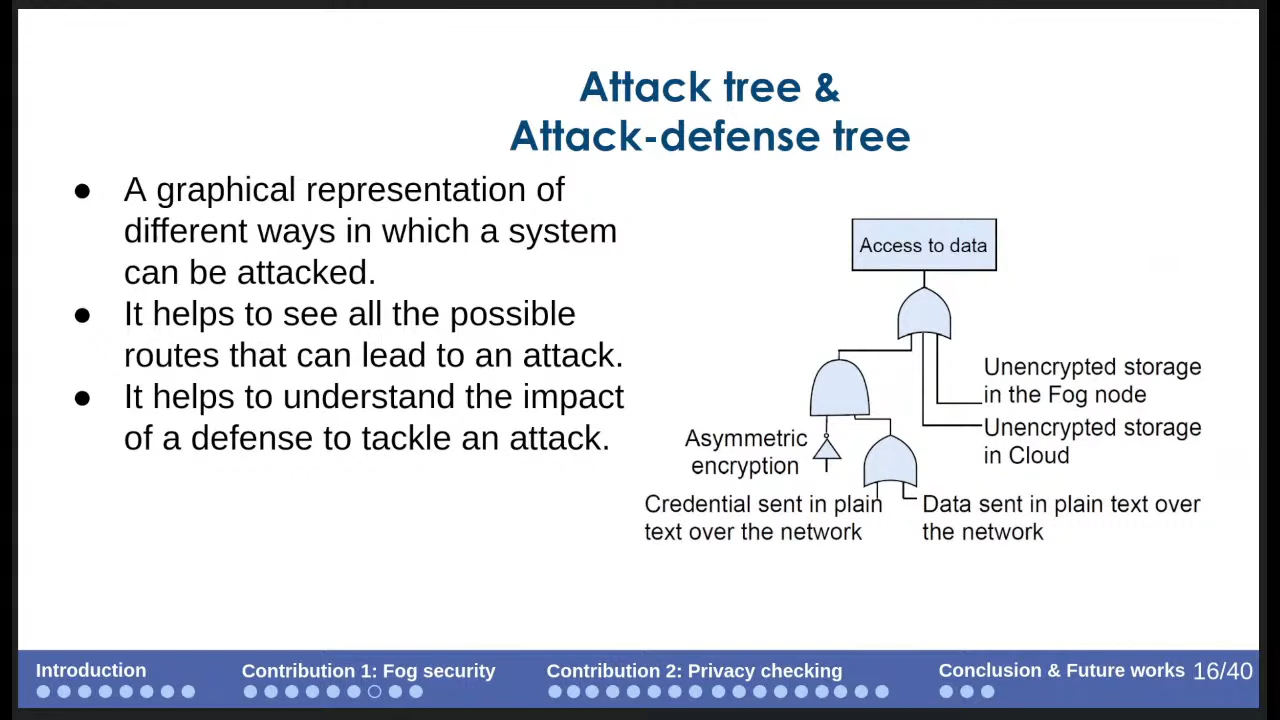 Attack tree &
Attack-defense tree
● A graphical representation of
different ways in which a system
can be attacked.
● It helps to see all the possible
routes that can lead to an attack.
● It helps to understand the impact
of a defense to tackle an attack.
Access to data
Unencrypted storage
in the Fog node
Unencrypted storage
in Cloud
Asymmetric
encryption
Credential sent in plain
text over the network
Data sent in plain text over
the network
Introduction
Contribution 1: Fog security
Contribution 2: Privacy checking
Conclusion & Future works
16/40